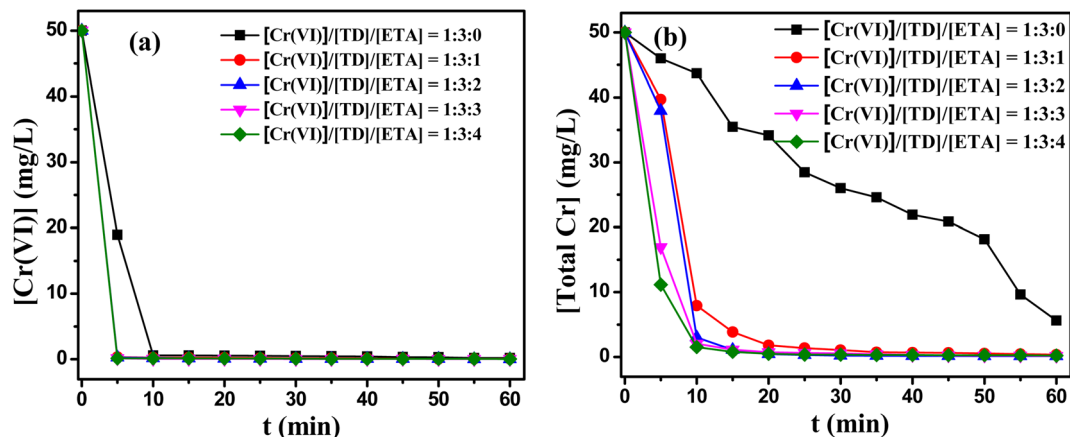 (a)
[Cr(VI)]/[TD]/[ETA] = 1:3:0
[Cr(VI)]/[TD]/[ETA] = 1:3:1
[Cr(VI)]/[TD]/[ETA] = 1:3:2
[Cr(VI)]/[TD]/[ETA] = 1:3:3
[Cr(VI)]/[TD]/[ETA] = 1:3:4
[Cr(VI)] (mg/L)
50
40
30
20
10
0
0 10 20 30 40 50 60
t (min)
(b)
[Cr(VI)]/[TD]/[ETA] = 1:3:0
[Cr(VI)]/[TD]/[ETA] = 1:3:1
[Cr(VI)]/[TD]/[ETA] = 1:3:2
[Cr(VI)]/[TD]/[ETA] = 1:3:3
[Cr(VI)]/[TD]/[ETA] = 1:3:4
[Total Cr] (mg/L)
50
40
30
20
10
0
0 10 20 30 40 50 60
t (min)